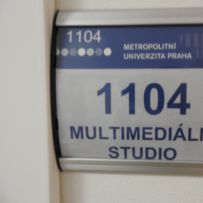 1104
METROPOLITNÍ
UNIVERZITA PRAHA
1104
MULTIMEDIÁL
STUDIO